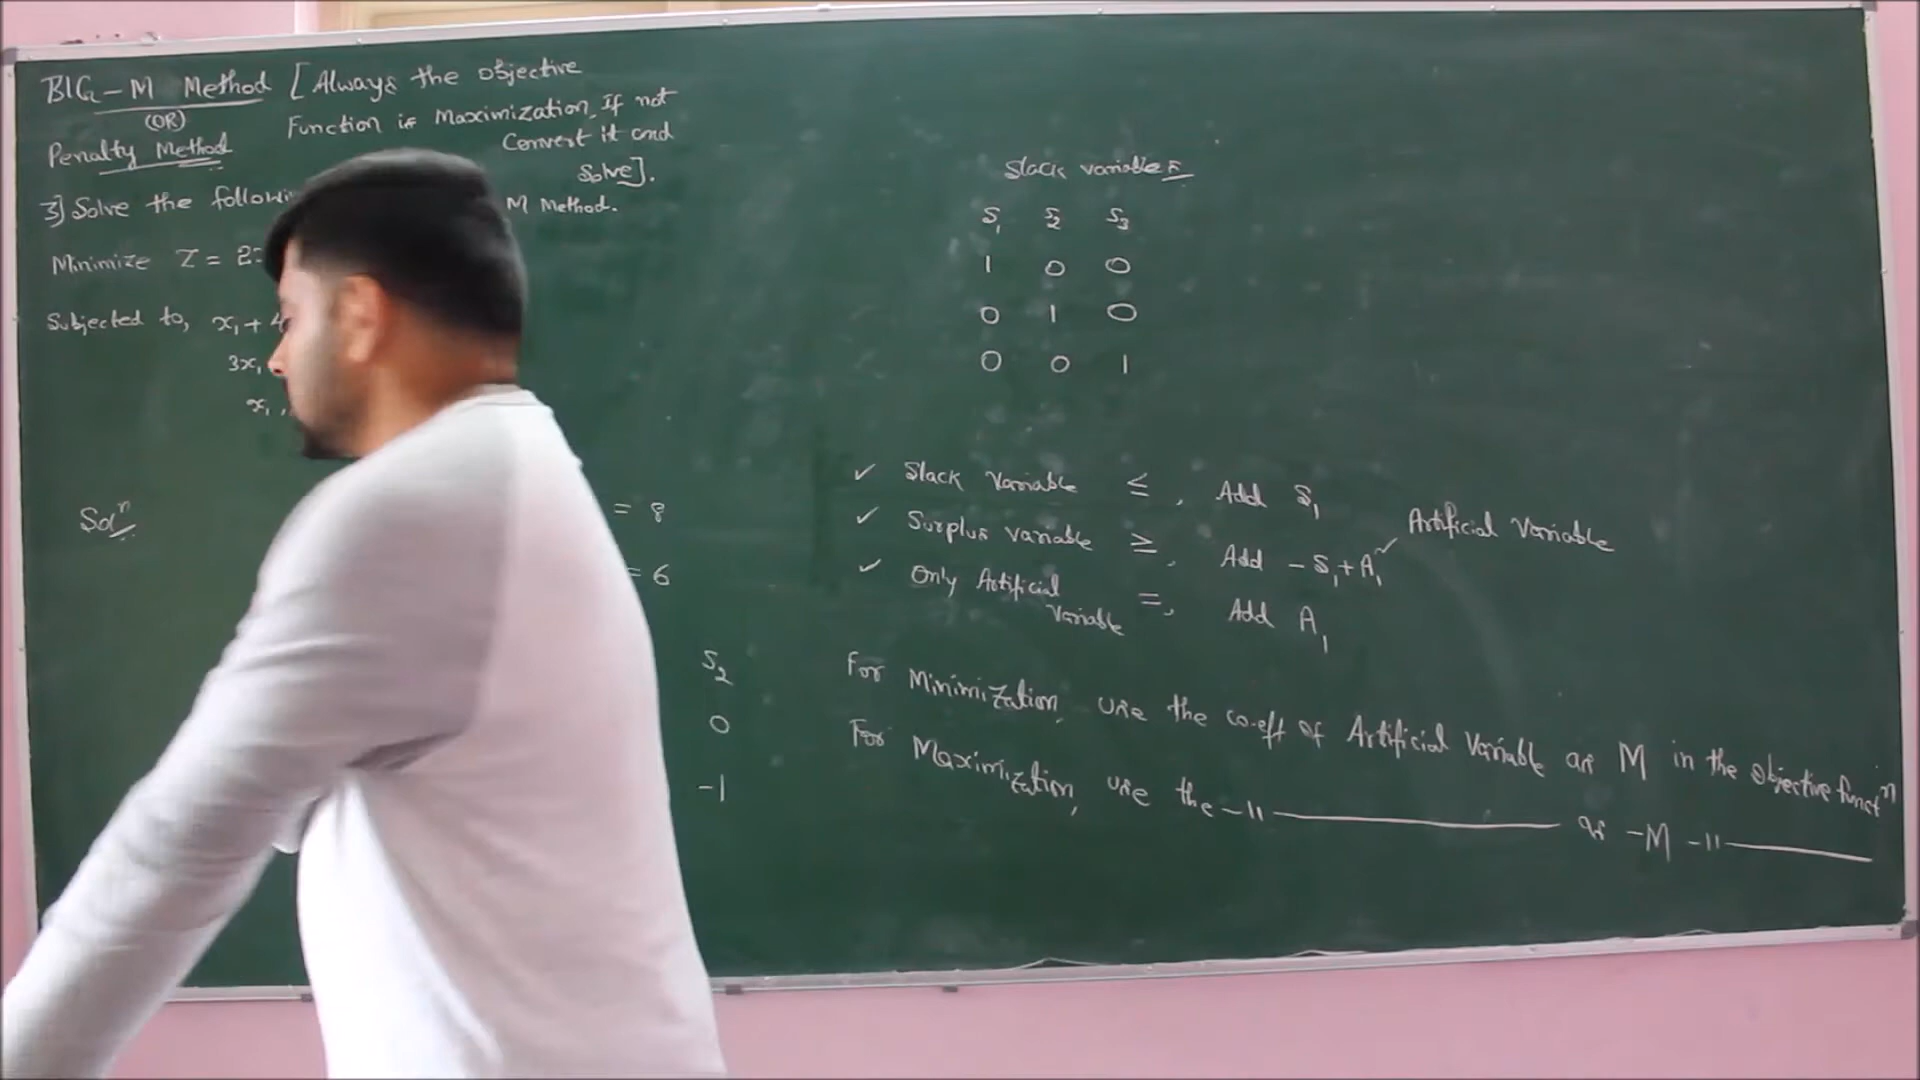 BIG-M Method [Always the objective
(OR)
Function is Maximization, If not
Penalty Method
Convert it and
Solve].
3] Solve the
M Method.
Minimize Z = 2
Subjected to, x₁ + 4
3x₁
x₁,
Solⁿ
= 8
= 6
S₂
0
-1
Slack variables
S₁ S₂ S₃
1 0 0
0 1 0
0 0 1
✓ Slack Variable ≤, Add S₁
✓ Surplus variable ≥, Add -S₁+A₁
Artificial Variable
✓ Only Artificial Variable =, Add A₁
For Minimization, use the co-eff of Artificial Variable as M in the objective functⁿ
For Maximization, use the -11- as -M -11-